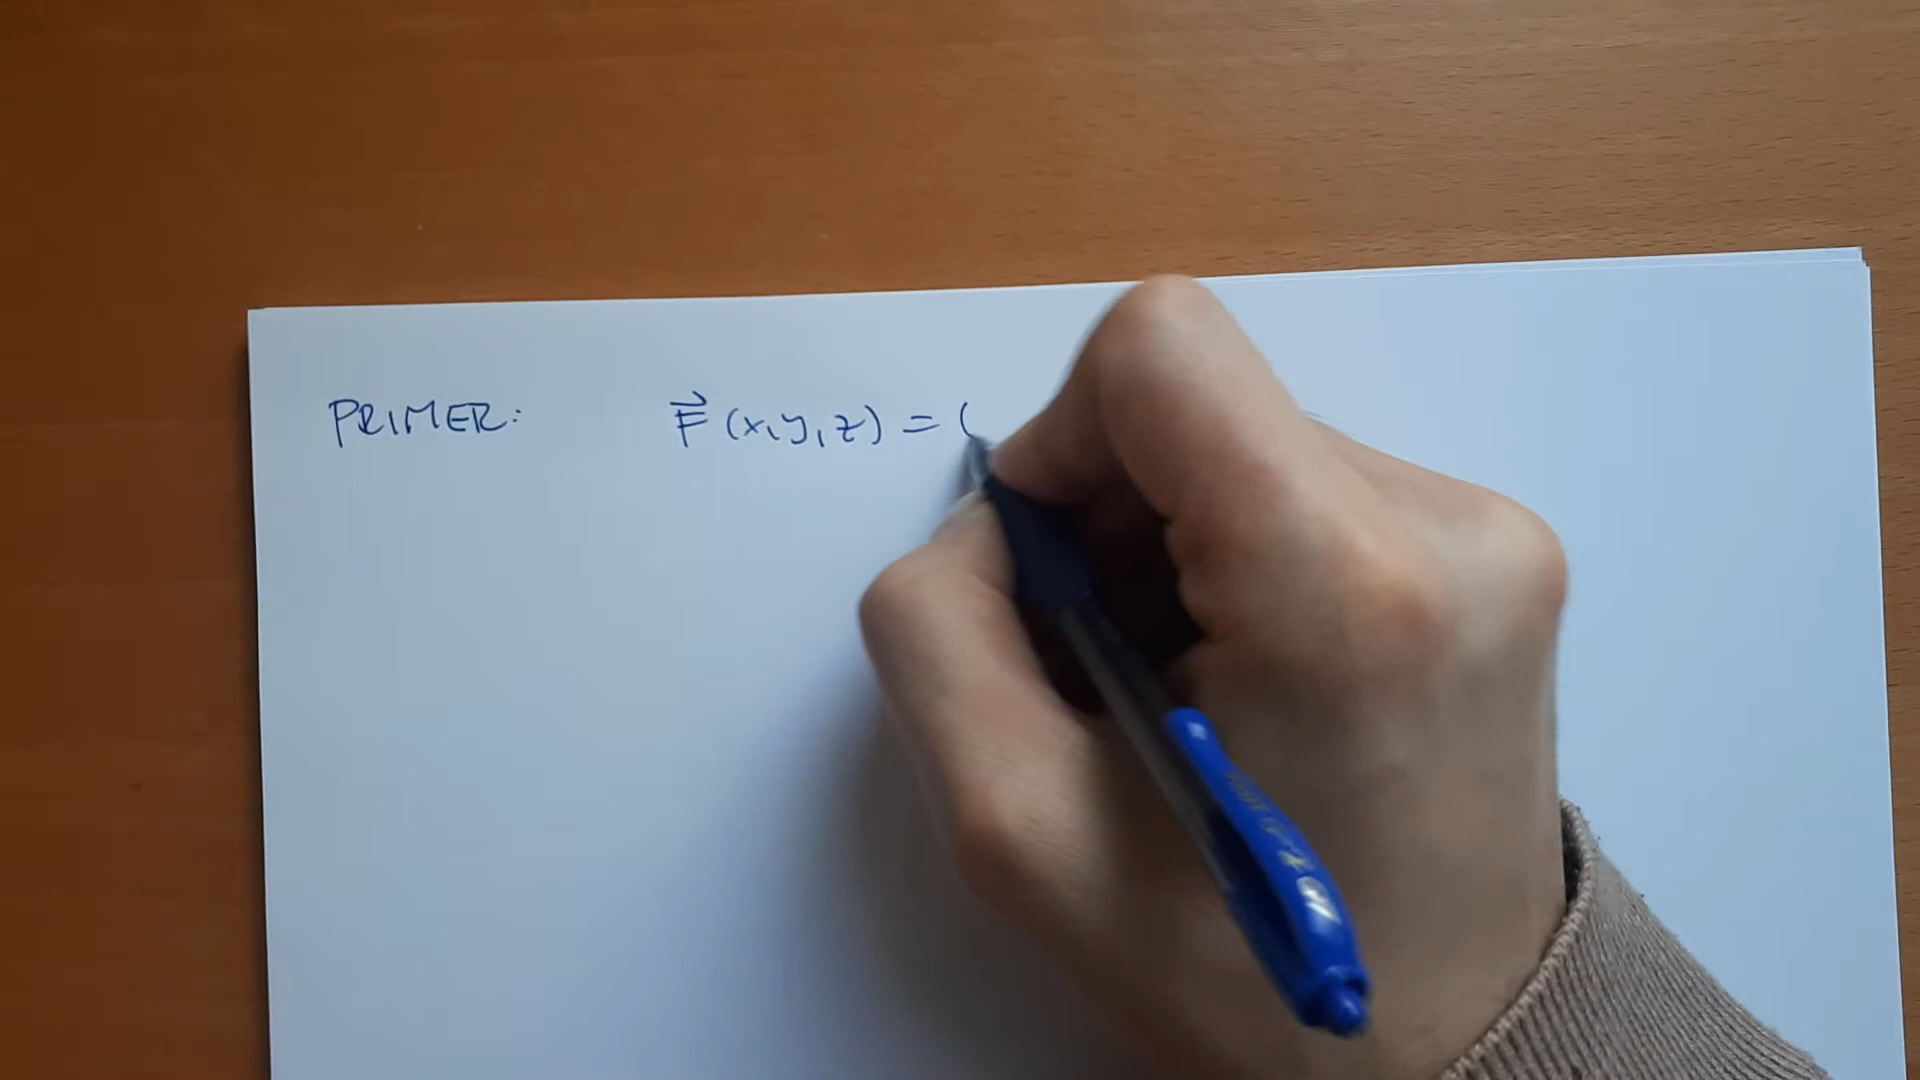 PRIMER: F⃗ (x,y,z) = (